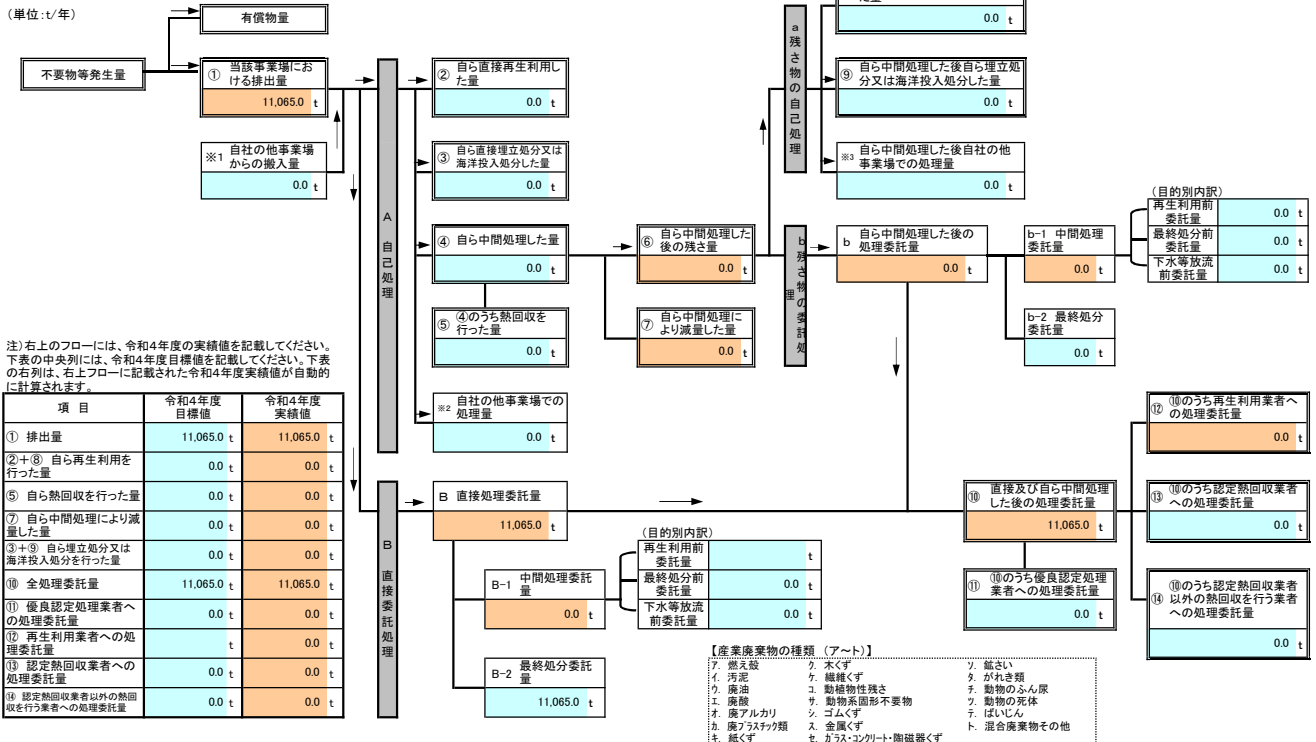 (単位:t/年)
有償物量
不要物等発生量
① 当該事業場にお
ける排出量
11,065.0 t
※1 自社の他事業場
からの搬入量
0.0 t
A 自己処理
② 自ら直接再生利用し
た量
0.0 t
③ 自ら直接埋立処分又は
海洋投入処分した量
0.0 t
④ 自ら中間処理した量
0.0 t
⑤ ④のうち熱回収を
行った量
0.0 t
※2 自社の他事業場での
処理量
0.0 t
⑥ 自ら中間処理した
後の残さ量
0.0 t
⑦ 自ら中間処理に
より減量した量
0.0 t
a 残さ物の自己処理
0.0 t
⑨ 自ら中間処理した後自ら埋立処
分又は海洋投入処分した量
0.0 t
※3 自ら中間処理した後自社の他
事業場での処理量
0.0 t
b 残さ物の委託処理
b 自ら中間処理した後の
処理委託量
0.0 t
b-1 中間処理
委託量
0.0 t
b-2 最終処分
委託量
0.0 t
(目的別内訳)
再生利用前
委託量
0.0 t
最終処分前
委託量
0.0 t
下水等放流
前委託量
0.0 t
注)右上のフローには、令和4年度の実績値を記載してください。
下表の中央列には、令和4年度目標値を記載してください。下表
の右列は、右上フローに記載された令和4年度実績値が自動的
に計算されます。
項 目 令和4年度 目標値 令和4年度 実績値
① 排出量 11,065.0 t 11,065.0 t
②+⑧ 自ら再生利用を
行った量 0.0 t 0.0 t
⑤ 自ら熱回収を行った量 0.0 t 0.0 t
⑦ 自ら中間処理により減
量した量 0.0 t 0.0 t
③+⑨ 自ら埋立処分又は
海洋投入処分を行った量 0.0 t 0.0 t
⑩ 全処理委託量 11,065.0 t 11,065.0 t
⑪ 優良認定処理業者へ
の処理委託量 0.0 t 0.0 t
⑫ 再生利用業者への処
理委託量 t 0.0 t
⑬ 認定熱回収業者への
処理委託量 0.0 t 0.0 t
⑭ 認定熱回収業者以外の熱回
収を行う業者への処理委託量 0.0 t 0.0 t
B 直接委託処理
B 直接処理委託量
11,065.0 t
B-1 中間処理委託
量
0.0 t
B-2 最終処分委託
量
11,065.0 t
(目的別内訳)
再生利用前
委託量
t
最終処分前
委託量
0.0 t
下水等放流
前委託量
0.0 t
⑩ 直接及び自ら中間処理
した後の処理委託量
11,065.0 t
⑪ ⑩のうち優良認定処理
業者への処理委託量
0.0 t
⑫ ⑩のうち再生利用業者へ
の処理委託量
0.0 t
⑬ ⑩のうち認定熱回収業者
への処理委託量
0.0 t
⑭ ⑩のうち認定熱回収業者
以外の熱回収を行う業者
への処理委託量
0.0 t
【産業廃棄物の種類 (ア~ト)】
ア. 燃え殻 ク. 木くず ソ. 鉱さい
イ. 汚泥 ケ. 繊維くず タ. がれき類
ウ. 廃油 コ. 動植物性残さ チ. 動物のふん尿
エ. 廃酸 サ. 動物系固形不要物 ツ. 動物の死体
オ. 廃アルカリ シ. ゴムくず テ. ばいじん
カ. 廃プラスチック類 ス. 金属くず ト. 混合廃棄物その他
キ. 紙くず セ. ガラス・コンクリート・陶磁器くず